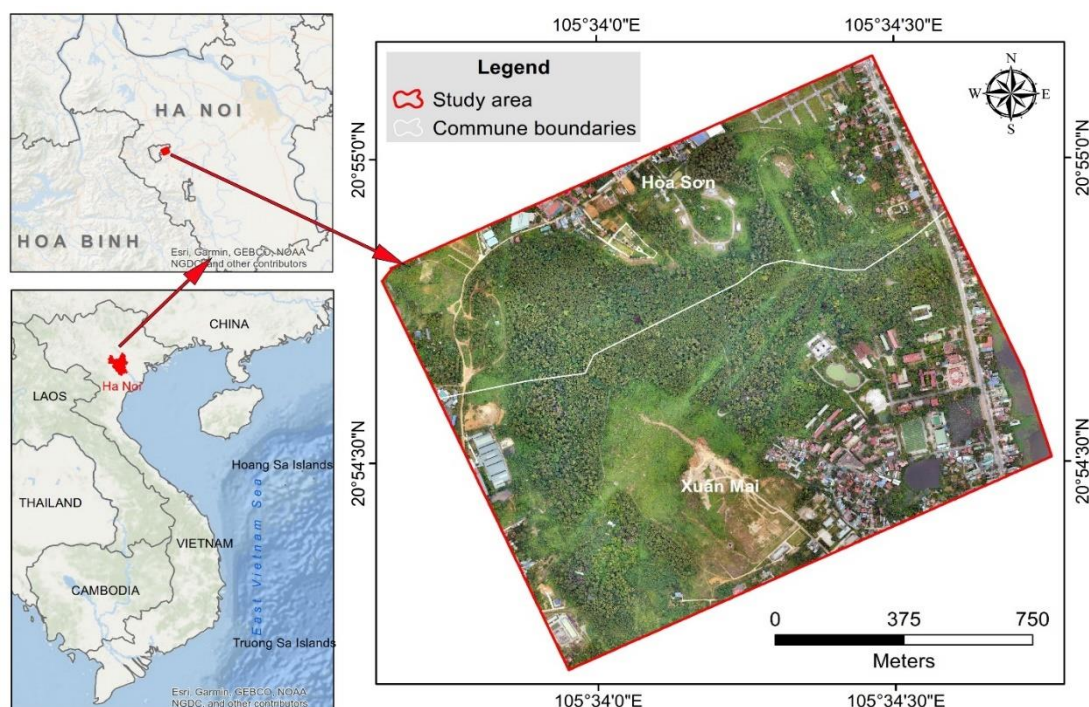 HA NOI
HOA BINH
Esri, Garmin, GEBCO, NOAA
NGDC, and other contributors
CHINA
Ha Noi
LAOS
Hoang Sa Islands
THAILAND
VIETNAM
East Vietnam Sea
CAMBODIA
Truong Sa Islands
Esri, Garmin, GEBCO, NOAA
NGDC, and other contributors
105°34'0"E
105°34'30"E
Legend
Study area
Commune boundaries
N
W E
S
20°55'0"N
20°55'0"N
Hòa Sơn
20°54'30"N
20°54'30"N
Xuân Mai
0 375 750
Meters
105°34'0"E
105°34'30"E